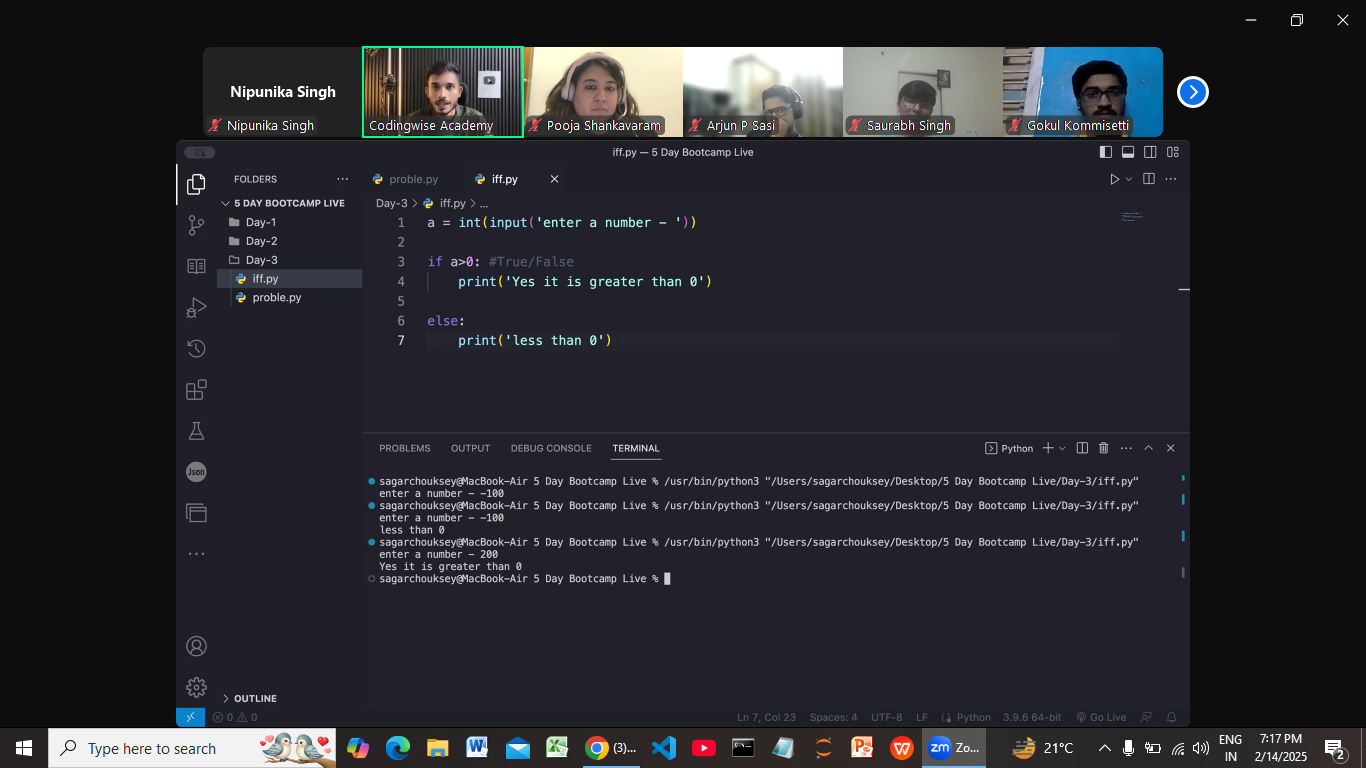 Nipunika Singh
Nipunika Singh
Codingwise Academy
Pooja Shankavaram
Arjun P Sasi
Saurabh Singh
Gokul Kommisetti
iff.py — 5 Day Bootcamp Live
FOLDERS
proble.py
iff.py
5 DAY BOOTCAMP LIVE
Day-1
Day-2
Day-3
iff.py
proble.py
Day-3 > iff.py > ...
1 a = int(input('enter a number - '))
2
3 if a>0: #True/False
4 print('Yes it is greater than 0')
5
6 else:
7 print('less than 0')
Json
PROBLEMS OUTPUT DEBUG CONSOLE TERMINAL
Python
sagarchouksey@MacBook-Air 5 Day Bootcamp Live % /usr/bin/python3 "/Users/sagarchouksey/Desktop/5 Day Bootcamp Live/Day-3/iff.py"
enter a number - -100
sagarchouksey@MacBook-Air 5 Day Bootcamp Live % /usr/bin/python3 "/Users/sagarchouksey/Desktop/5 Day Bootcamp Live/Day-3/iff.py"
enter a number - -100
less than 0
sagarchouksey@MacBook-Air 5 Day Bootcamp Live % /usr/bin/python3 "/Users/sagarchouksey/Desktop/5 Day Bootcamp Live/Day-3/iff.py"
enter a number - 200
Yes it is greater than 0
sagarchouksey@MacBook-Air 5 Day Bootcamp Live %
OUTLINE
0 0
Ln 7, Col 23 Spaces: 4 UTF-8 LF Python 3.9.6 64-bit Go Live
Type here to search
(3)...
zm Zo...
21°C
ENG
IN
7:17 PM
2/14/2025
2